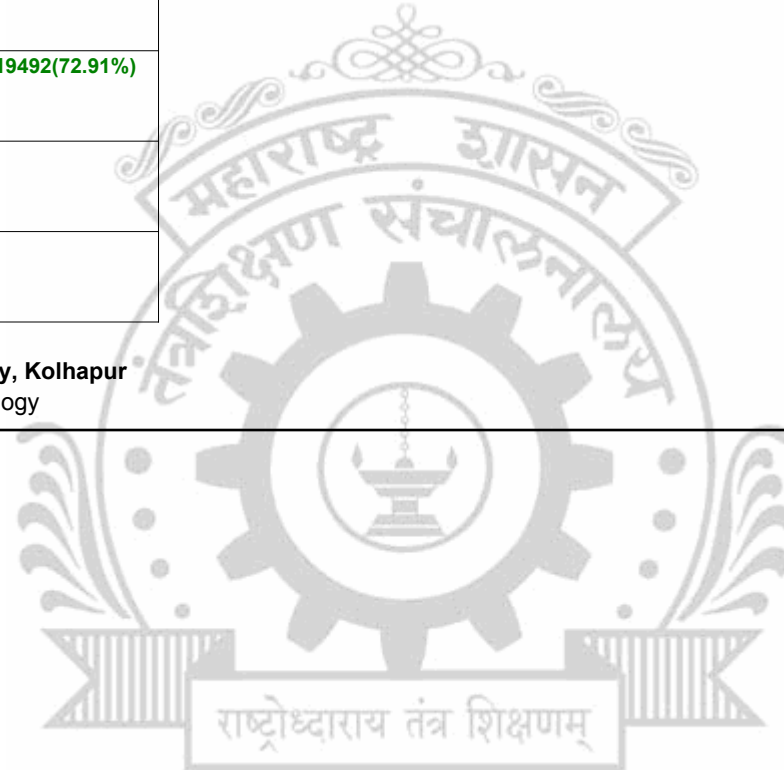 19492(72.91%)
महाराष्ट्र शासन
तंत्रशिक्षण संचालनालय
y, Kolhapur
ogy
राष्ट्रोध्दाराय तंत्र शिक्षणम्